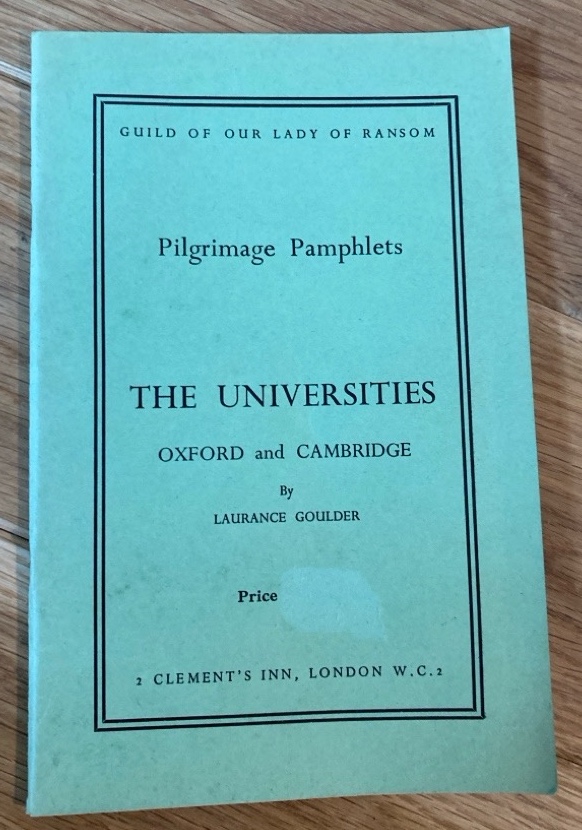 GUILD OF OUR LADY OF RANSOM
Pilgrimage Pamphlets
THE UNIVERSITIES
OXFORD and CAMBRIDGE
By
LAURANCE GOULDER
Price
2 CLEMENT'S INN, LONDON W.C.2